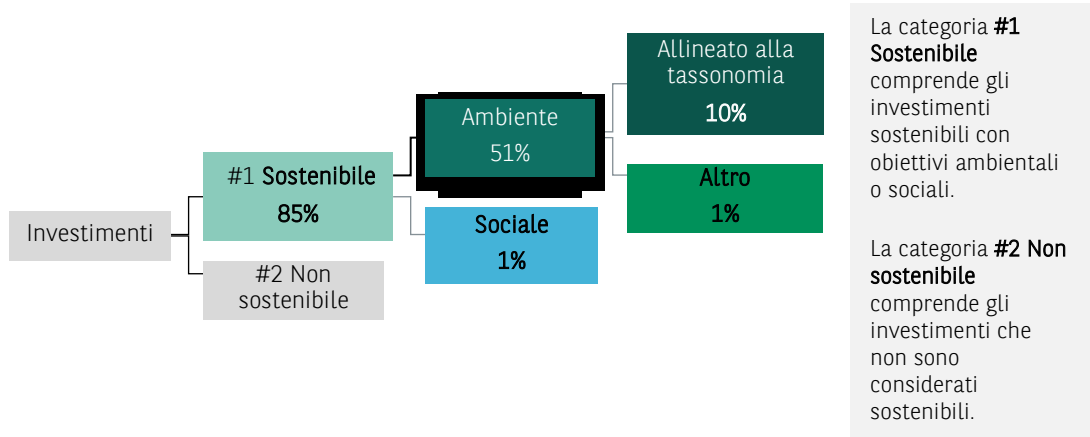 Investimenti
#1 Sostenibile
85%
#2 Non
sostenibile
Ambiente
51%
Sociale
1%
Allineato alla
tassonomia
10%
Altro
1%
La categoria #1
Sostenibile
comprende gli
investimenti
sostenibili con
obiettivi ambientali
o sociali.
La categoria #2 Non
sostenibile
comprende gli
investimenti che
non sono
considerati
sostenibili.